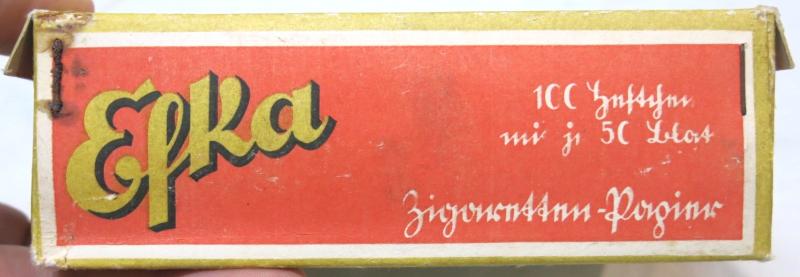 Efka
100 Heftchen
mit je 50 Blatt
Zigaretten-Papier